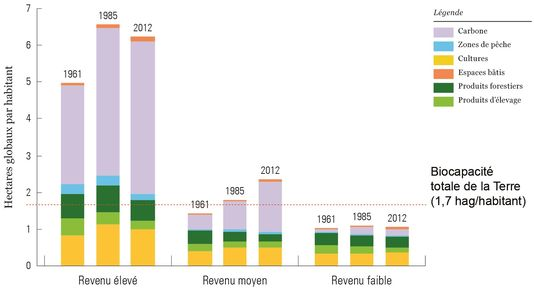 Hectares globaux par habitant
7
6
5
4
3
2
1
0
1961
1985
2012
1961
1985
2012
1961
1985
2012
Revenu élevé
Revenu moyen
Revenu faible
Légende
Carbone
Zones de pêche
Cultures
Espaces bâtis
Produits forestiers
Produits d'élevage
Biocapacité
totale de la Terre
(1,7 hag/habitant)